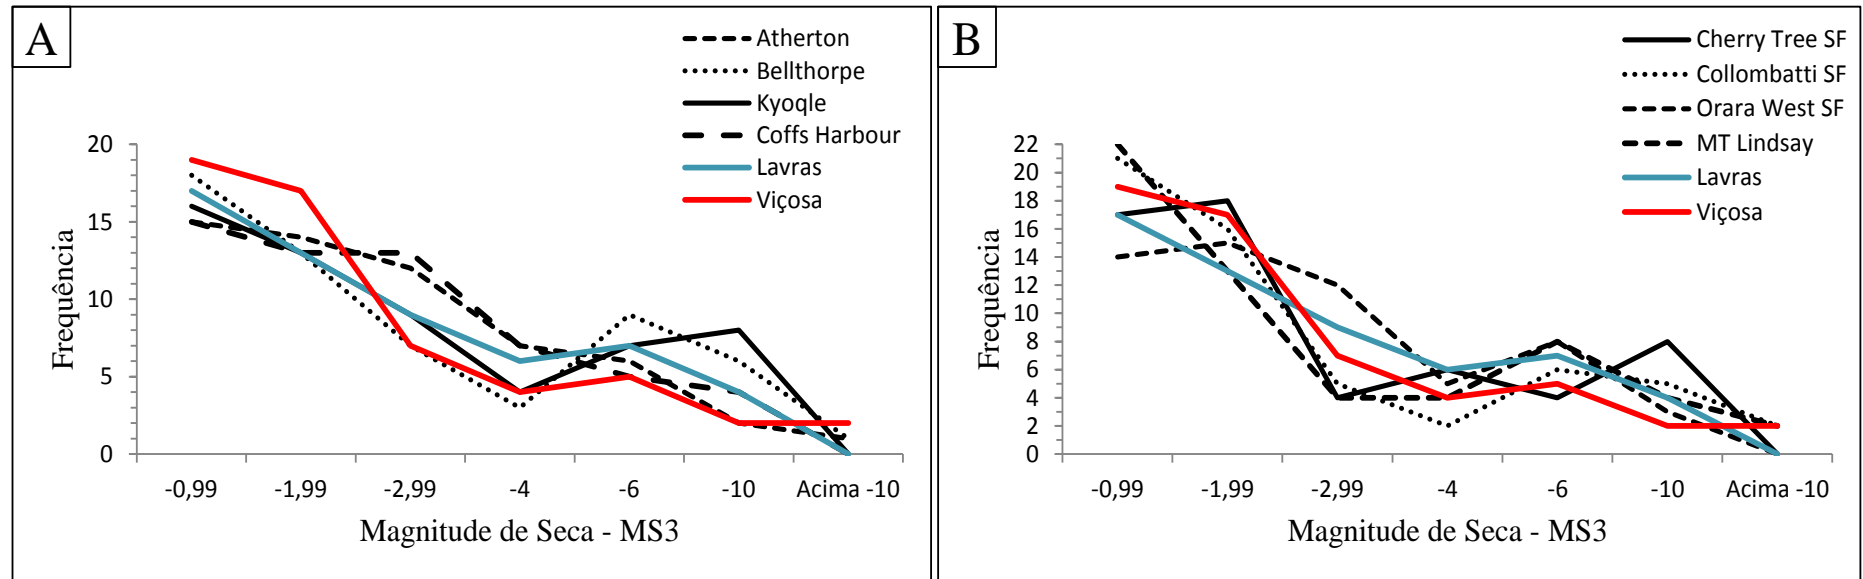 A
Atherton
Bellthorpe
Kyoqle
Coffs Harbour
Lavras
Viçosa
20
15
10
5
0
Frequência
-0,99 -1,99 -2,99 -4 -6 -10 Acima -10
Magnitude de Seca - MS3
B
Cherry Tree SF
Collombatti SF
Orara West SF
MT Lindsay
Lavras
Viçosa
22
20
18
16
14
12
10
8
6
4
2
0
Frequência
-0,99 -1,99 -2,99 -4 -6 -10 Acima -10
Magnitude de Seca - MS3